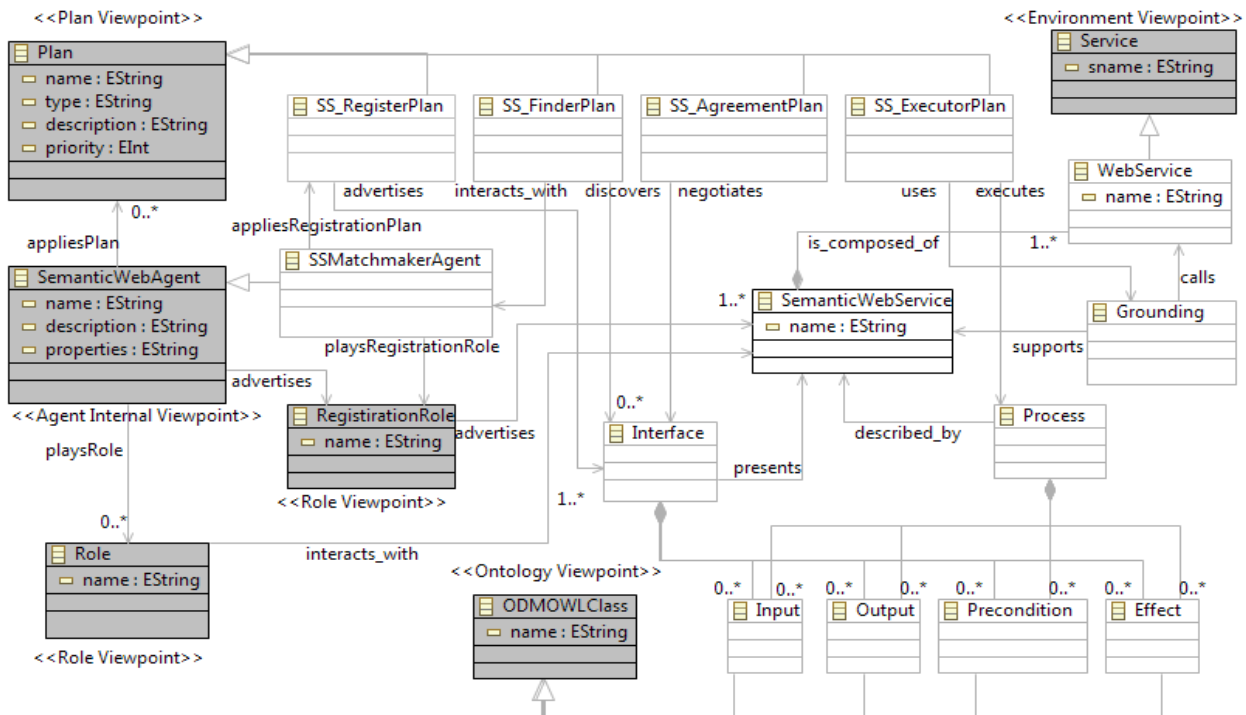 <<Plan Viewpoint>>
<<Environment Viewpoint>>
Plan
name : EString
type : EString
description : EString
priority : EInt
SS_RegisterPlan
SS_FinderPlan
SS_AgreementPlan
SS_ExecutorPlan
Service
sname : EString
WebService
name : EString
advertises
interacts_with
discovers
negotiates
uses
executes
0..*
appliesPlan
appliesRegistrationPlan
is_composed_of
1..*
calls
SemanticWebAgent
name : EString
description : EString
properties : EString
SSMatchmakerAgent
1..*
SemanticWebService
name : EString
Grounding
supports
playsRegistrationRole
advertises
<<Agent Internal Viewpoint>>
playsRole
RegistirationRole
name : EString
advertises
<<Role Viewpoint>>
0..*
Interface
described_by
Process
presents
1..*
0..*
Role
name : EString
interacts_with
<<Role Viewpoint>>
<<Ontology Viewpoint>>
ODMOWLClass
name : EString
0..*
0..*
0..*
0..*
0..*
0..*
0..*
0..*
Input
Output
Precondition
Effect